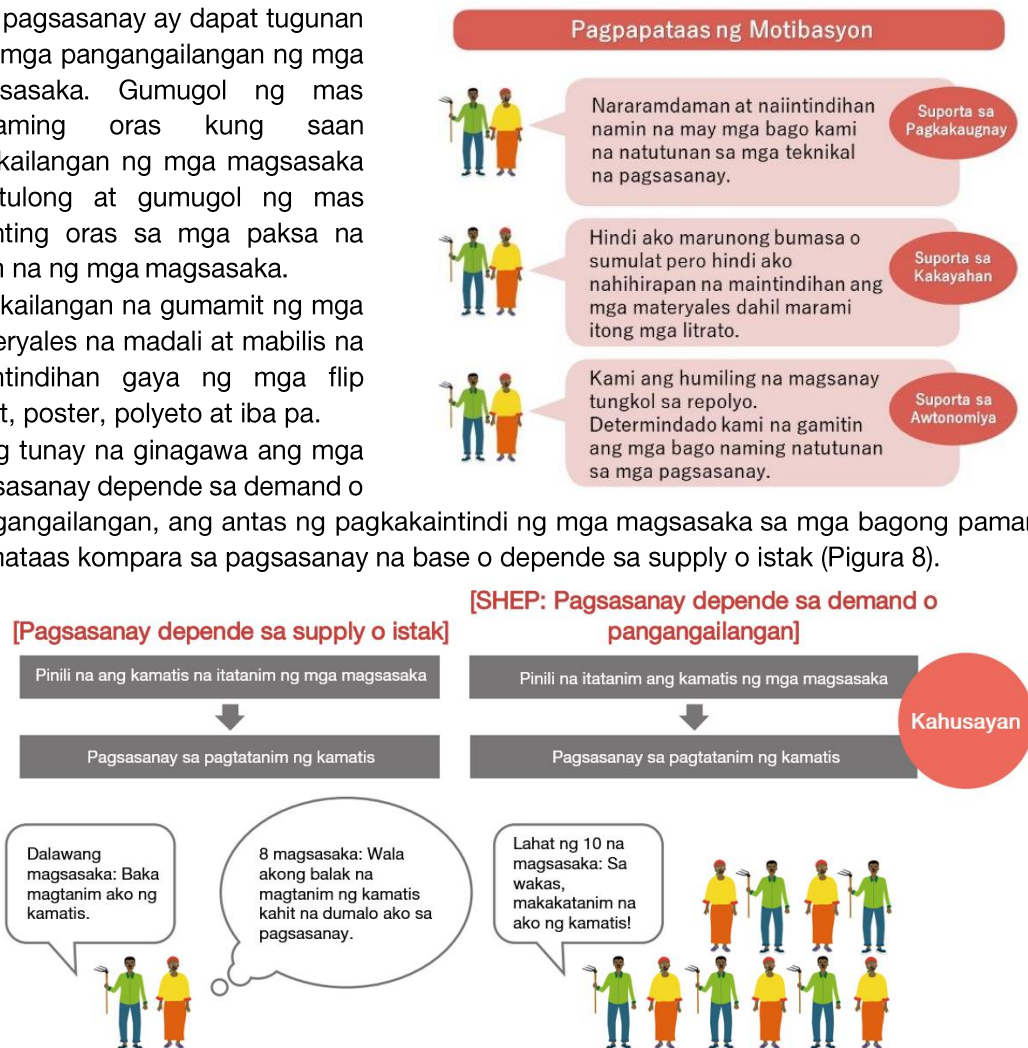 pagsasanay ay dapat tugunan
mga pangangailangan ng mga
sasaka. Gumugol ng mas
aming oras kung saan
kailangan ng mga magsasaka
tulong at gumugol ng mas
nting oras sa mga paksa na
na ng mga magsasaka.
kailangan na gumamit ng mga
eryales na madali at mabilis na
ntindihan gaya ng mga flip
t, poster, polyeto at iba pa.
g tunay na ginagawa ang mga
sasanay depende sa demand o
gangailangan, ang antas ng pagkakaintindi ng mga magsasaka sa mga bagong pamar
mataas kompara sa pagsasanay na base o depende sa supply o istak (Pigura 8).
Pagpapataas ng Motibasyon
Nararamdaman at naiintindihan
namin na may mga bago kami
na natutunan sa mga teknikal
na pagsasanay.
Suporta sa
Pagkakaugnay
Hindi ako marunong bumasa o
sumulat pero hindi ako
nahihirapan na maintindihan ang
mga materyales dahil marami
itong mga litrato.
Suporta sa
Kakayahan
Kami ang humiling na magsanay
tungkol sa repolyo.
Determindado kami na gamitin
ang mga bago naming natutunan
sa mga pagsasanay.
Suporta sa
Awtonomiya
[Pagsasanay depende sa supply o istak]
Pinili na ang kamatis na itatanim ng mga magsasaka
Pagsasanay sa pagtatanim ng kamatis
Dalawang
magsasaka: Baka
magtanim ako ng
kamatis.
8 magsasaka: Wala
akong balak na
magtanim ng kamatis
kahit na dumalo ako sa
pagsasanay.
[SHEP: Pagsasanay depende sa demand o
pangangailangan]
Pinili na itatanim ang kamatis ng mga magsasaka
Pagsasanay sa pagtatanim ng kamatis
Kahusayan
Lahat ng 10 na
magsasaka: Sa
wakas,
makakatanim na
ako ng kamatis!